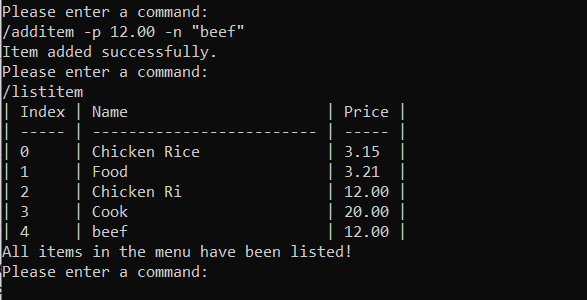 Please enter a command:
/additem -p 12.00 -n "beef"
Item added successfully.
Please enter a command:
/listitem
| Index | Name                      | Price |
| ----- | ------------------------- | ----- |
| 0     | Chicken Rice              | 3.15  |
| 1     | Food                      | 3.21  |
| 2     | Chicken Ri                | 12.00 |
| 3     | Cook                      | 20.00 |
| 4     | beef                      | 12.00 |
All items in the menu have been listed!
Please enter a command: